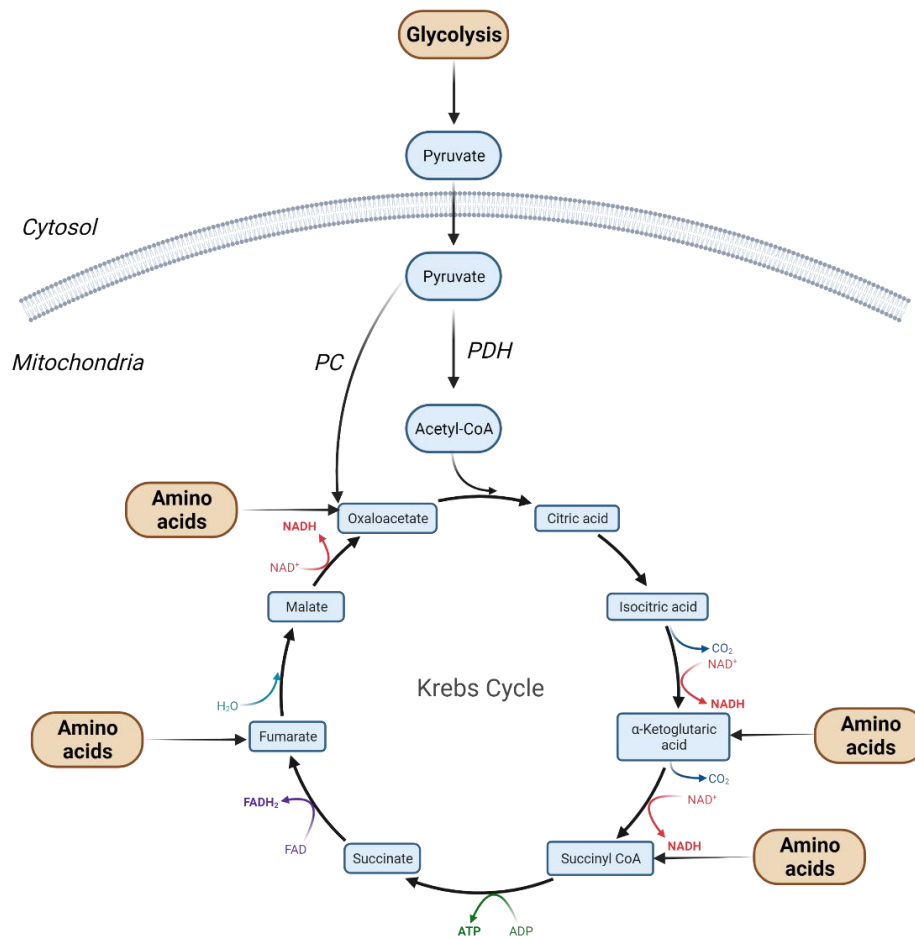 Glycolysis
Pyruvate
Cytosol
Pyruvate
Mitochondria
PC
PDH
Acetyl-CoA
Amino
acids
Oxaloacetate
Citric acid
NADH
NAD⁺
Malate
Isocitric acid
CO₂
NAD⁺
NADH
Krebs Cycle
H₂O
Amino
acids
Fumarate
α-Ketoglutaric
acid
Amino
acids
CO₂
NAD⁺
NADH
FADH₂
FAD
Succinate
Succinyl CoA
Amino
acids
ATP
ADP